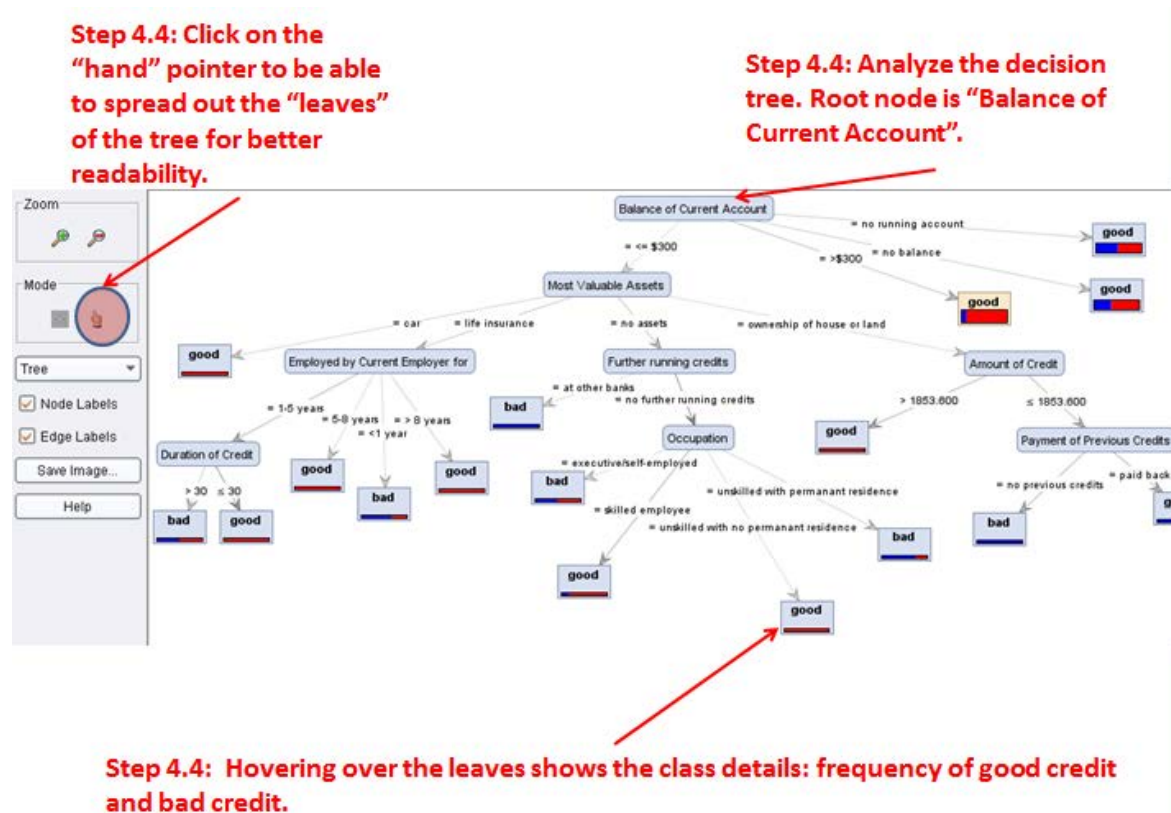 Step 4.4: Click on the
“hand” pointer to be able
to spread out the “leaves”
of the tree for better
readability.
Step 4.4: Analyze the decision
tree. Root node is “Balance of
Current Account”.
Zoom
Mode
Tree
Node Labels
Edge Labels
Save Image...
Help
Balance of Current Account
= no running account
good
= <= $300
= >$300
= no balance
good
good
Most Valuable Assets
= car
= life insurance
= no assets
= ownership of house or land
good
Employed by Current Employer for
Further running credits
Amount of Credit
= at other banks
= no further running credits
> 1853.600
≤ 1853.600
= 1-5 years
= 5-8 years
= > 8 years
= <1 year
bad
good
Occupation
Payment of Previous Credits
Duration of Credit
= executive/self-employed
good
bad
good
bad
= unskilled with permanant residence
= no previous credits
= paid back
> 30
≤ 30
= skilled employee
= unskilled with no permanant residence
bad
good
bad
bad
good
good
Step 4.4: Hovering over the leaves shows the class details: frequency of good credit
and bad credit.